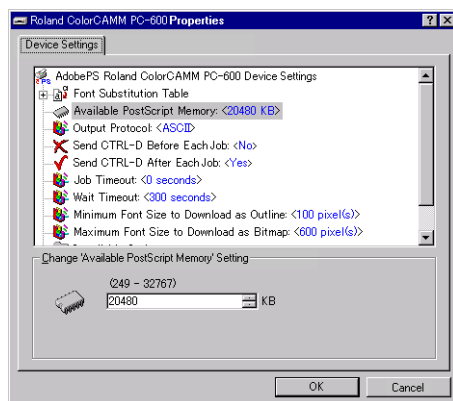 Roland ColorCAMM PC-600 Properties
Device Settings
AdobePS Roland ColorCAMM PC-600 Device Settings
Font Substitution Table
Available PostScript Memory: <20480 KB>
Output Protocol: <ASCII>
Send CTRL-D Before Each Job: <No>
Send CTRL-D After Each Job: <Yes>
Job Timeout: <0 seconds>
Wait Timeout: <300 seconds>
Minimum Font Size to Download as Outline: <100 pixel(s)>
Maximum Font Size to Download as Bitmap: <600 pixel(s)>
Change 'Available PostScript Memory' Setting
(249 - 32767)
20480 KB
OK Cancel